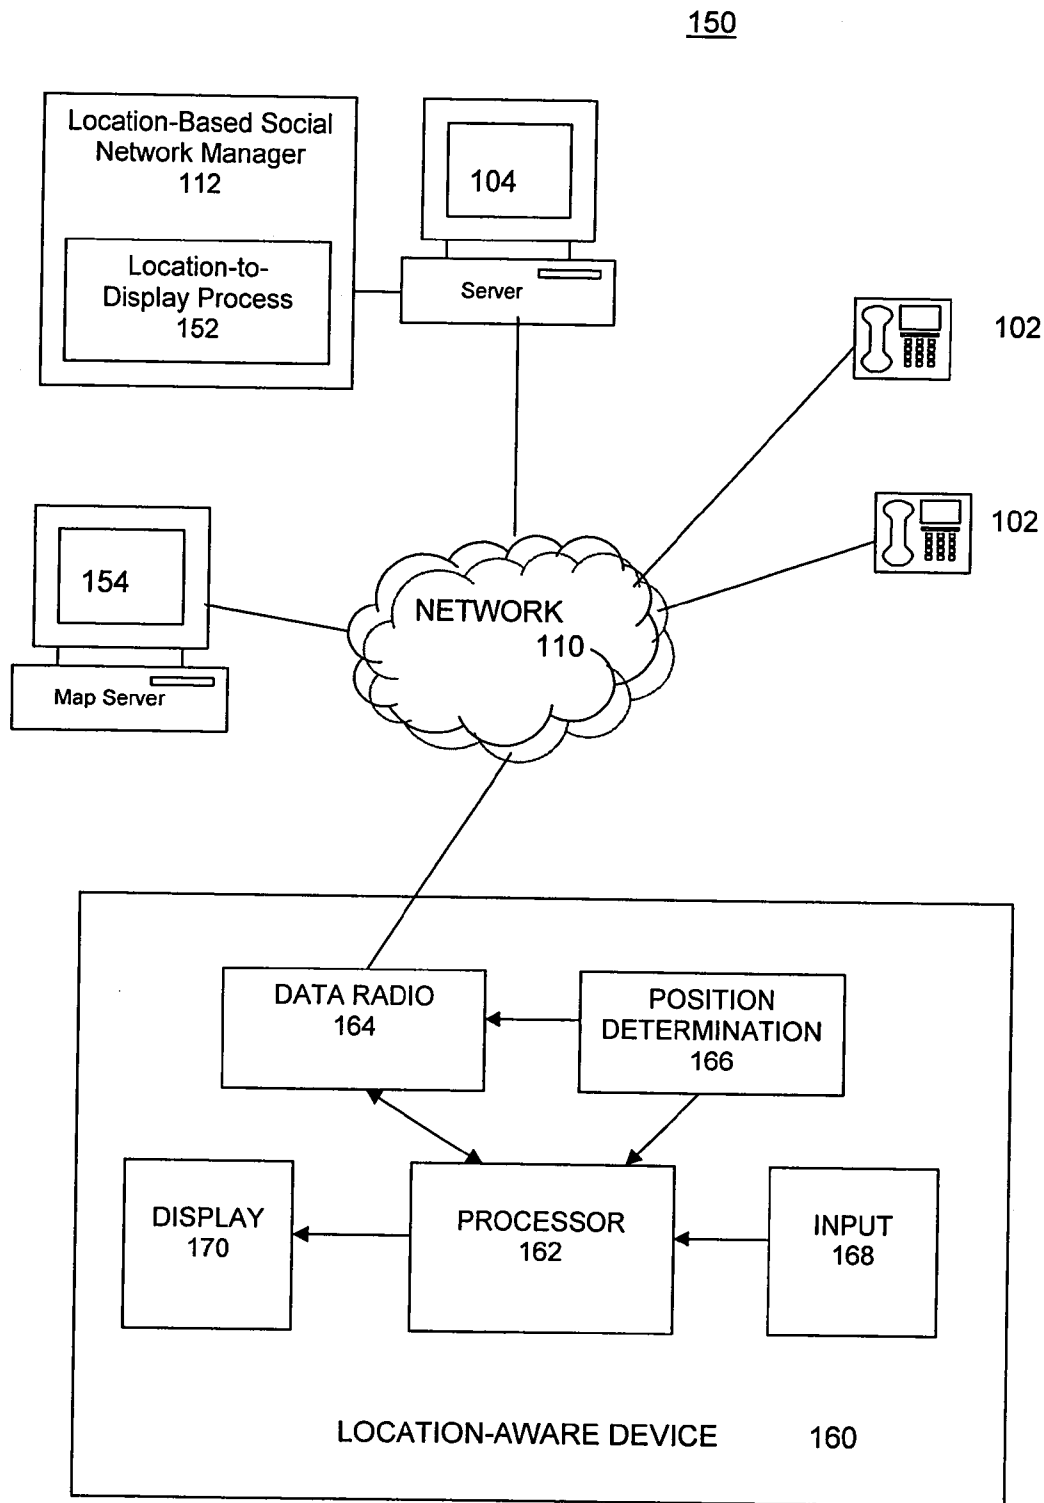 150
Location-Based Social
Network Manager
112
Location-to-
Display Process
152
104
Server
102
102
154
Map Server
NETWORK
110
DATA RADIO
164
POSITION
DETERMINATION
166
DISPLAY
170
PROCESSOR
162
INPUT
168
LOCATION-AWARE DEVICE 160